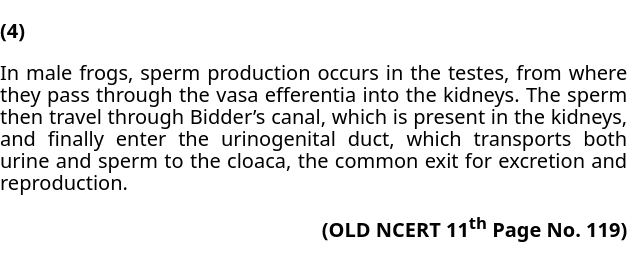 (4)
In male frogs, sperm production occurs in the testes, from where
they pass through the vasa efferentia into the kidneys. The sperm
then travel through Bidder’s canal, which is present in the kidneys,
and finally enter the urinogenital duct, which transports both
urine and sperm to the cloaca, the common exit for excretion and
reproduction.
(OLD NCERT 11th Page No. 119)